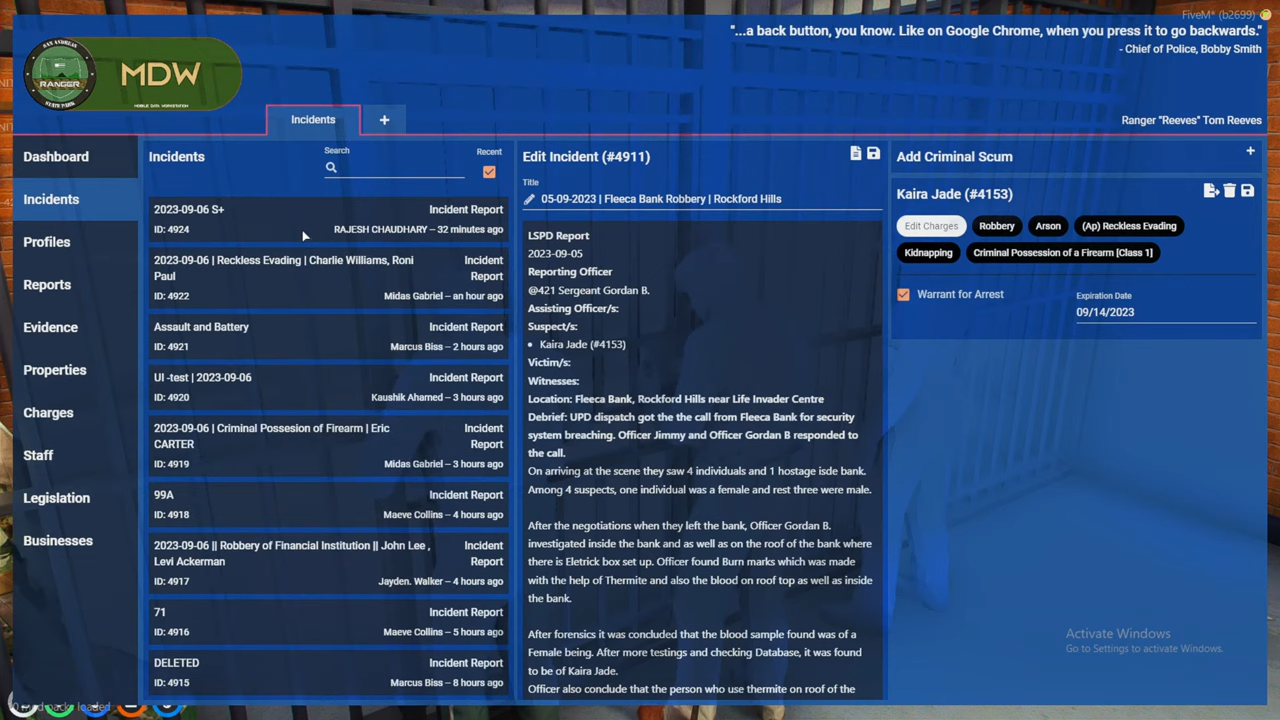 FiveM* (b2699)
"...a back button, you know. Like on Google Chrome, when you press it to go backwards."
- Chief of Police, Bobby Smith
SAN ANDREAS
RANGER
STATE PARK
MDW
MOBILE DATA WORKSTATION
Incidents
+
Ranger "Reeves" Tom Reeves
Dashboard
Incidents
Profiles
Reports
Evidence
Properties
Charges
Staff
Legislation
Businesses
Incidents
Search
Recent
2023-09-06 S+
Incident Report
ID: 4924
RAJESH CHAUDHARY – 32 minutes ago
2023-09-06 | Reckless Evading | Charlie Williams, Roni
Paul
Incident
Report
ID: 4922
Midas Gabriel – an hour ago
Assault and Battery
Incident Report
ID: 4921
Marcus Biss – 2 hours ago
UI -test | 2023-09-06
Incident Report
ID: 4920
Kaushik Ahamed – 3 hours ago
2023-09-06 | Criminal Possesion of Firearm | Eric
CARTER
Incident
Report
ID: 4919
Midas Gabriel – 3 hours ago
99A
Incident Report
ID: 4918
Maeve Collins – 4 hours ago
2023-09-06 || Robbery of Financial Institution || John Lee ,
Levi Ackerman
Incident
Report
ID: 4917
Jayden. Walker – 4 hours ago
71
Incident Report
ID: 4916
Maeve Collins – 5 hours ago
DELETED
Incident Report
ID: 4915
Marcus Biss – 8 hours ago
Edit Incident (#4911)
Title
05-09-2023 | Fleeca Bank Robbery | Rockford Hills
LSPD Report
2023-09-05
Reporting Officer
@421 Sergeant Gordan B.
Assisting Officer/s:
Suspect/s:
• Kaira Jade (#4153)
Victim/s:
Witnesses:
Location: Fleeca Bank, Rockford Hills near Life Invader Centre
Debrief: UPD dispatch got the the call from Fleeca Bank for security
system breaching. Officer Jimmy and Officer Gordan B responded to
the call.
On arriving at the scene they saw 4 individuals and 1 hostage isde bank.
Among 4 suspects, one individual was a female and rest three were male.
After the negotiations when they left the bank, Officer Gordan B.
investigated inside the bank and as well as on the roof of the bank where
there is Eletrick box set up. Officer found Burn marks which was made
with the help of Thermite and also the blood on roof top as well as inside
the bank.
After forensics it was concluded that the blood sample found was of a
Female being. After more testings and checking Database, it was found
to be of Kaira Jade.
Officer also conclude that the person who use thermite on roof of the
Add Criminal Scum
+
Kaira Jade (#4153)
Edit Charges
Robbery
Arson
(Ap) Reckless Evading
Kidnapping
Criminal Possession of a Firearm [Class 1]
Warrant for Arrest
Expiration Date
09/14/2023
Activate Windows
Go to Settings to activate Windows.